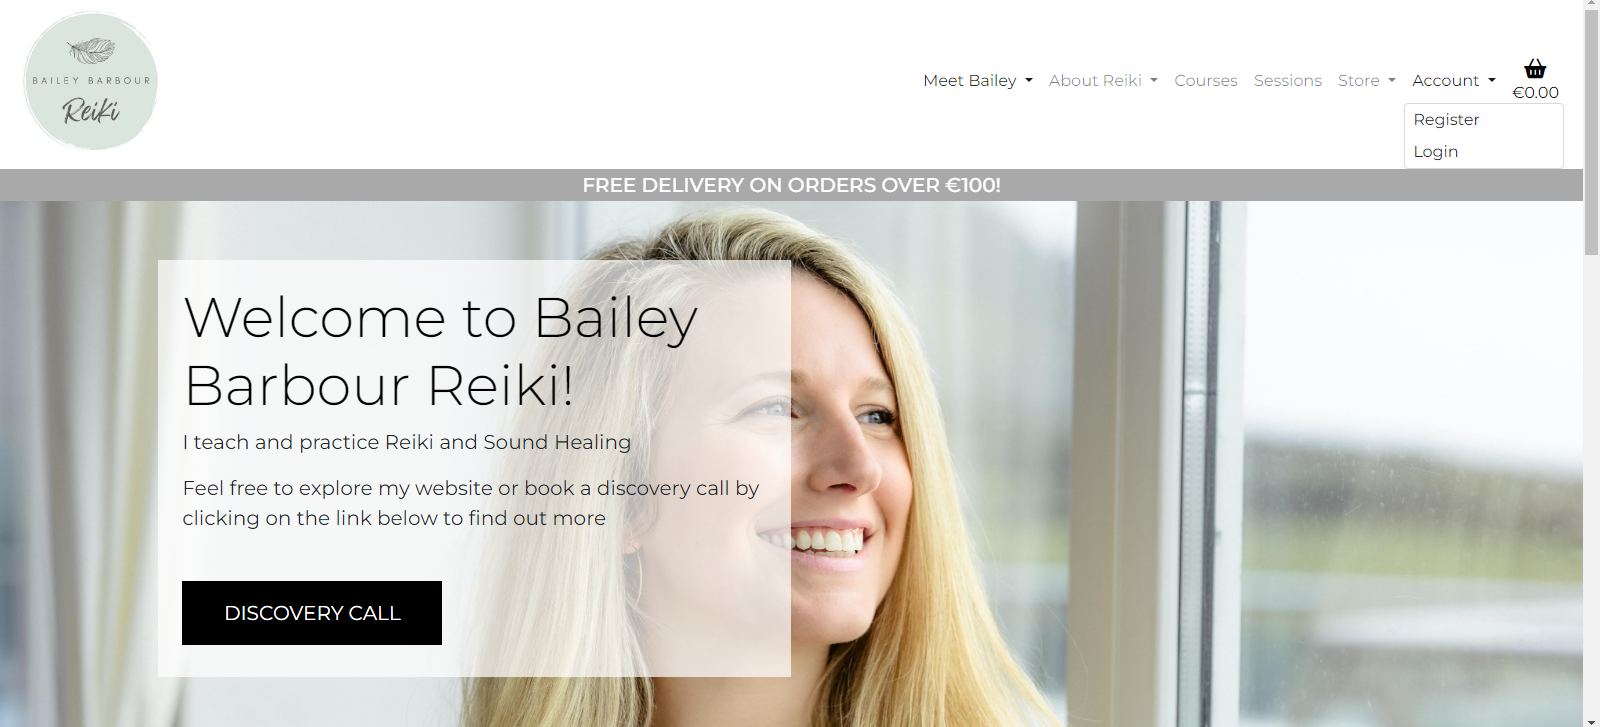 BAILEY BARBOUR
Reiki
Meet Bailey About Reiki Courses Sessions Store Account
€0.00
Register
Login
FREE DELIVERY ON ORDERS OVER €100!
Welcome to Bailey
Barbour Reiki!
I teach and practice Reiki and Sound Healing
Feel free to explore my website or book a discovery call by
clicking on the link below to find out more
DISCOVERY CALL